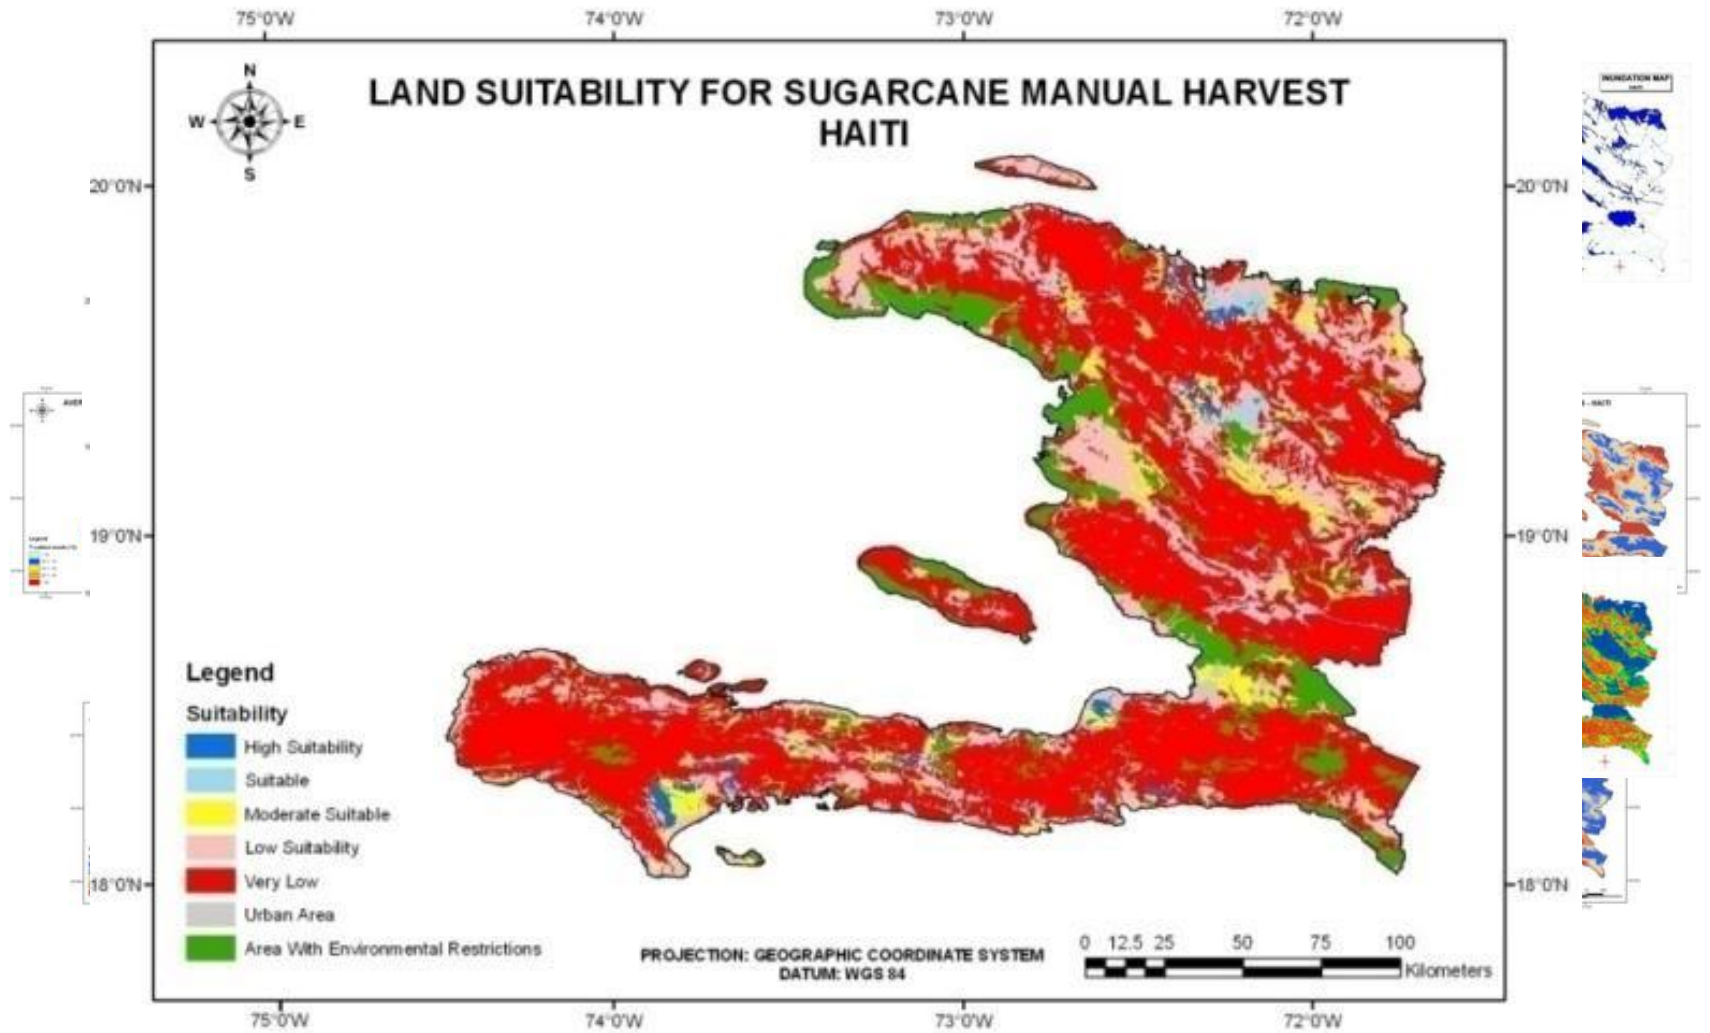 75°0'W 74°0'W 73°0'W 72°0'W
LAND SUITABILITY FOR SUGARCANE MANUAL HARVEST
HAITI
N
W E
S
INUNDATION MAP
20°0'N 20°0'N
19°0'N 19°0'N
18°0'N 18°0'N
- HAITI
Legend
Legend
Suitability
High Suitability
Suitable
Moderate Suitable
Low Suitability
Very Low
Urban Area
Area With Environmental Restrictions
PROJECTION: GEOGRAPHIC COORDINATE SYSTEM
DATUM: WGS 84
0 12.5 25 50 75 100
Kilometers
75°0'W 74°0'W 73°0'W 72°0'W